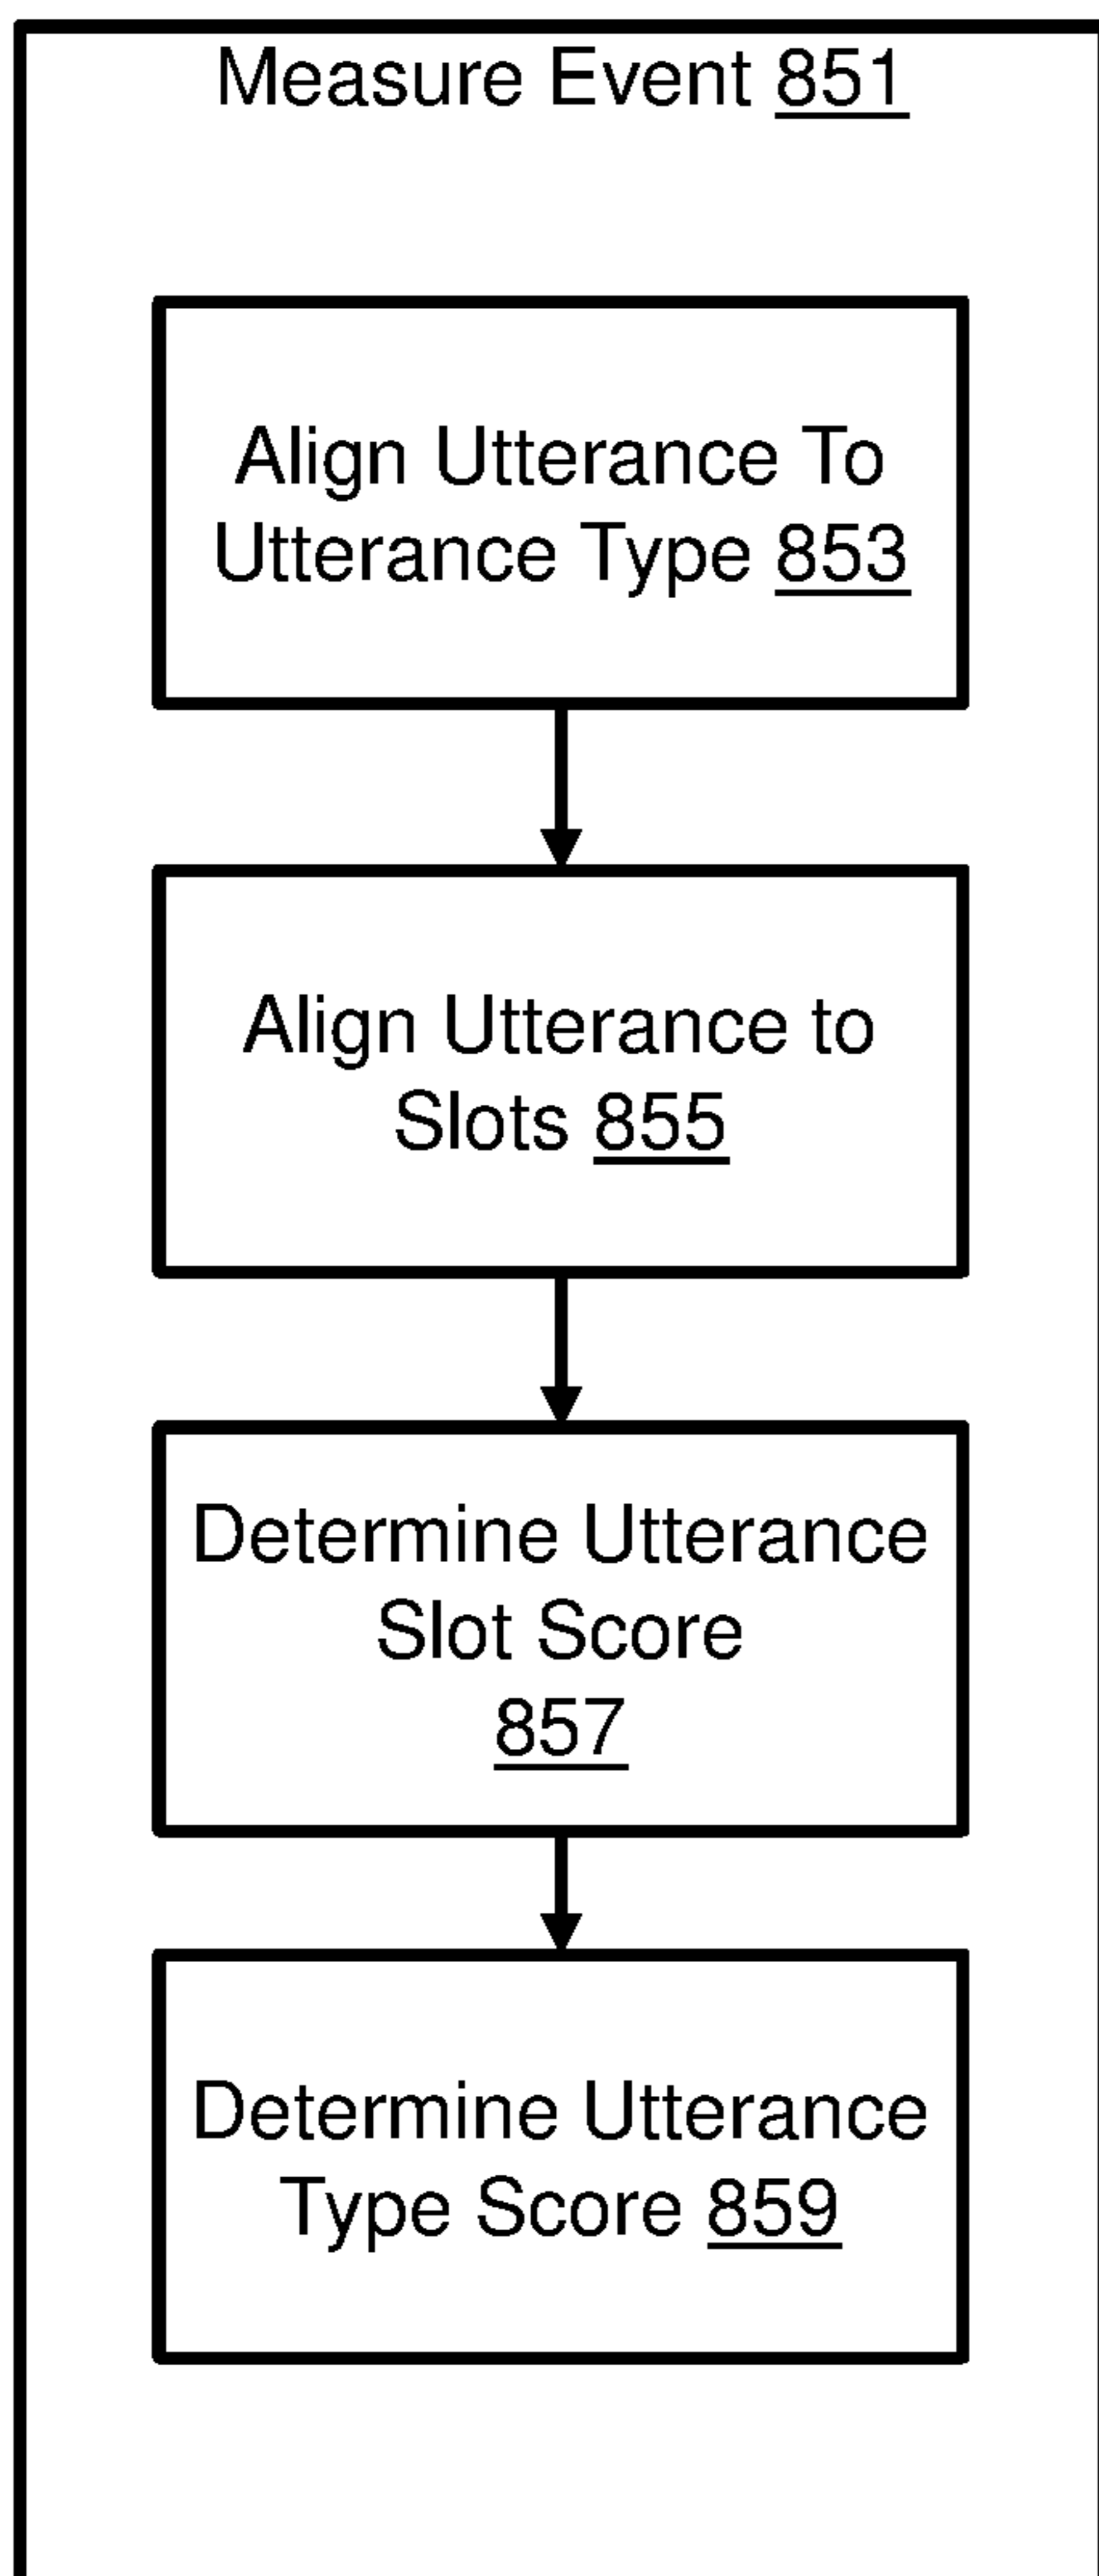 Measure Event 851
Align Utterance To
Utterance Type 853
Align Utterance to
Slots 855
Determine Utterance
Slot Score
857
Determine Utterance
Type Score 859